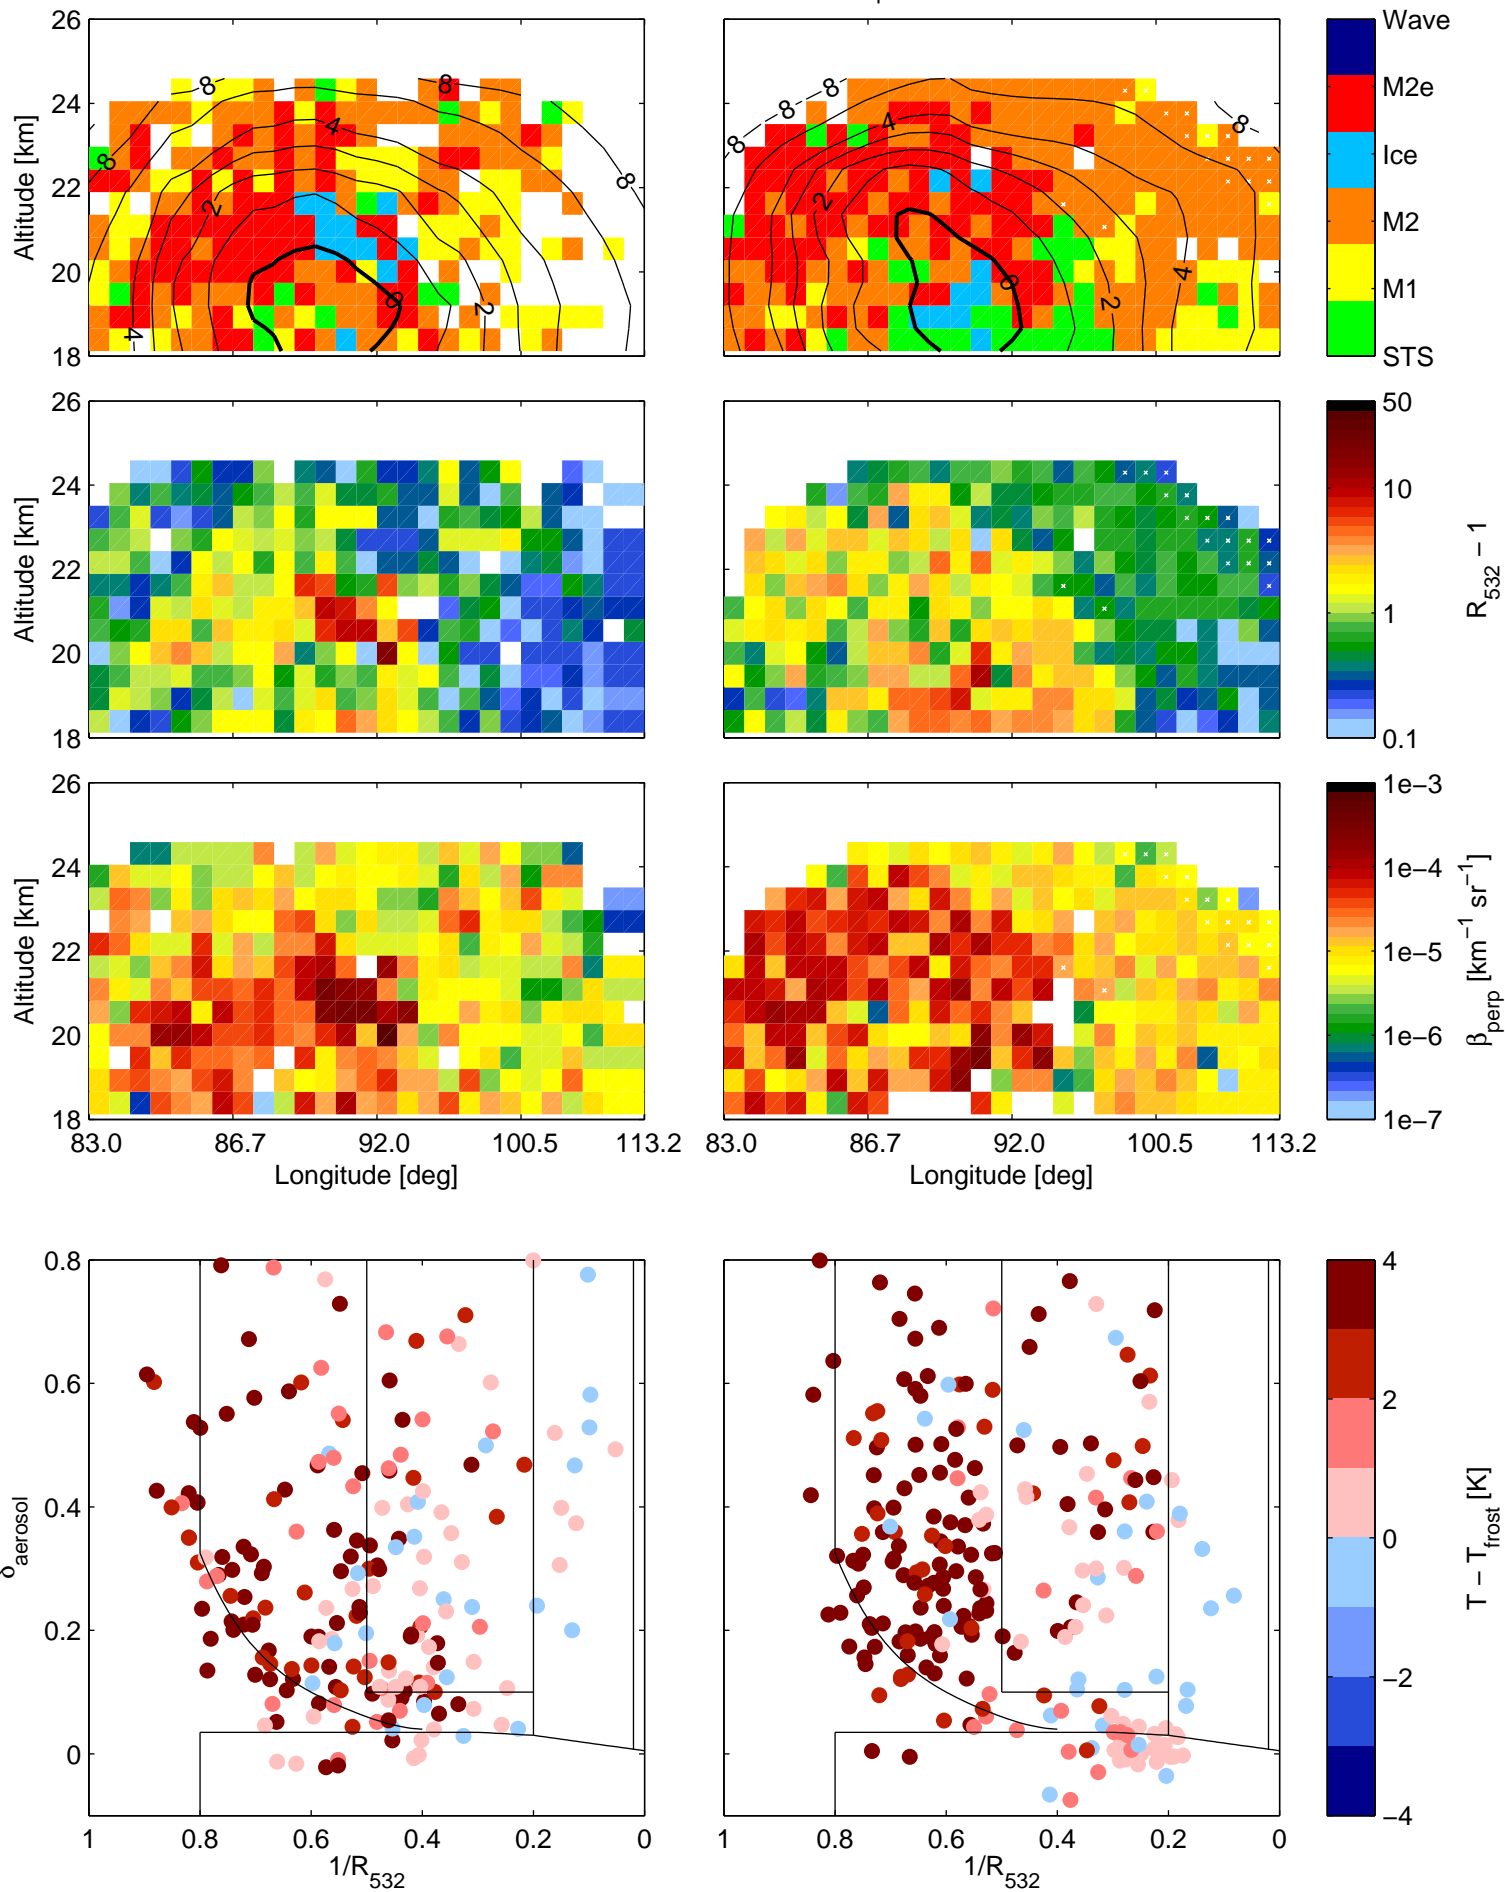 26
24
22
20
18
Altitude [km]
8
8
8
8
4
2
0
2
4
8
8
8
8
4
2
0
2
4
Wave
M2e
Ice
M2
M1
STS
26
24
22
20
18
Altitude [km]
50
10
1
0.1
R532 − 1
26
24
22
20
18
Altitude [km]
83.0 86.7 92.0 100.5 113.2
Longitude [deg]
83.0 86.7 92.0 100.5 113.2
Longitude [deg]
1e−3
1e−4
1e−5
1e−6
1e−7
βperp [km−1 sr−1]
0.8
0.6
0.4
0.2
0
δaerosol
1 0.8 0.6 0.4 0.2 0
1/R532
1 0.8 0.6 0.4 0.2 0
1/R532
4
2
0
−2
−4
T − Tfrost [K]